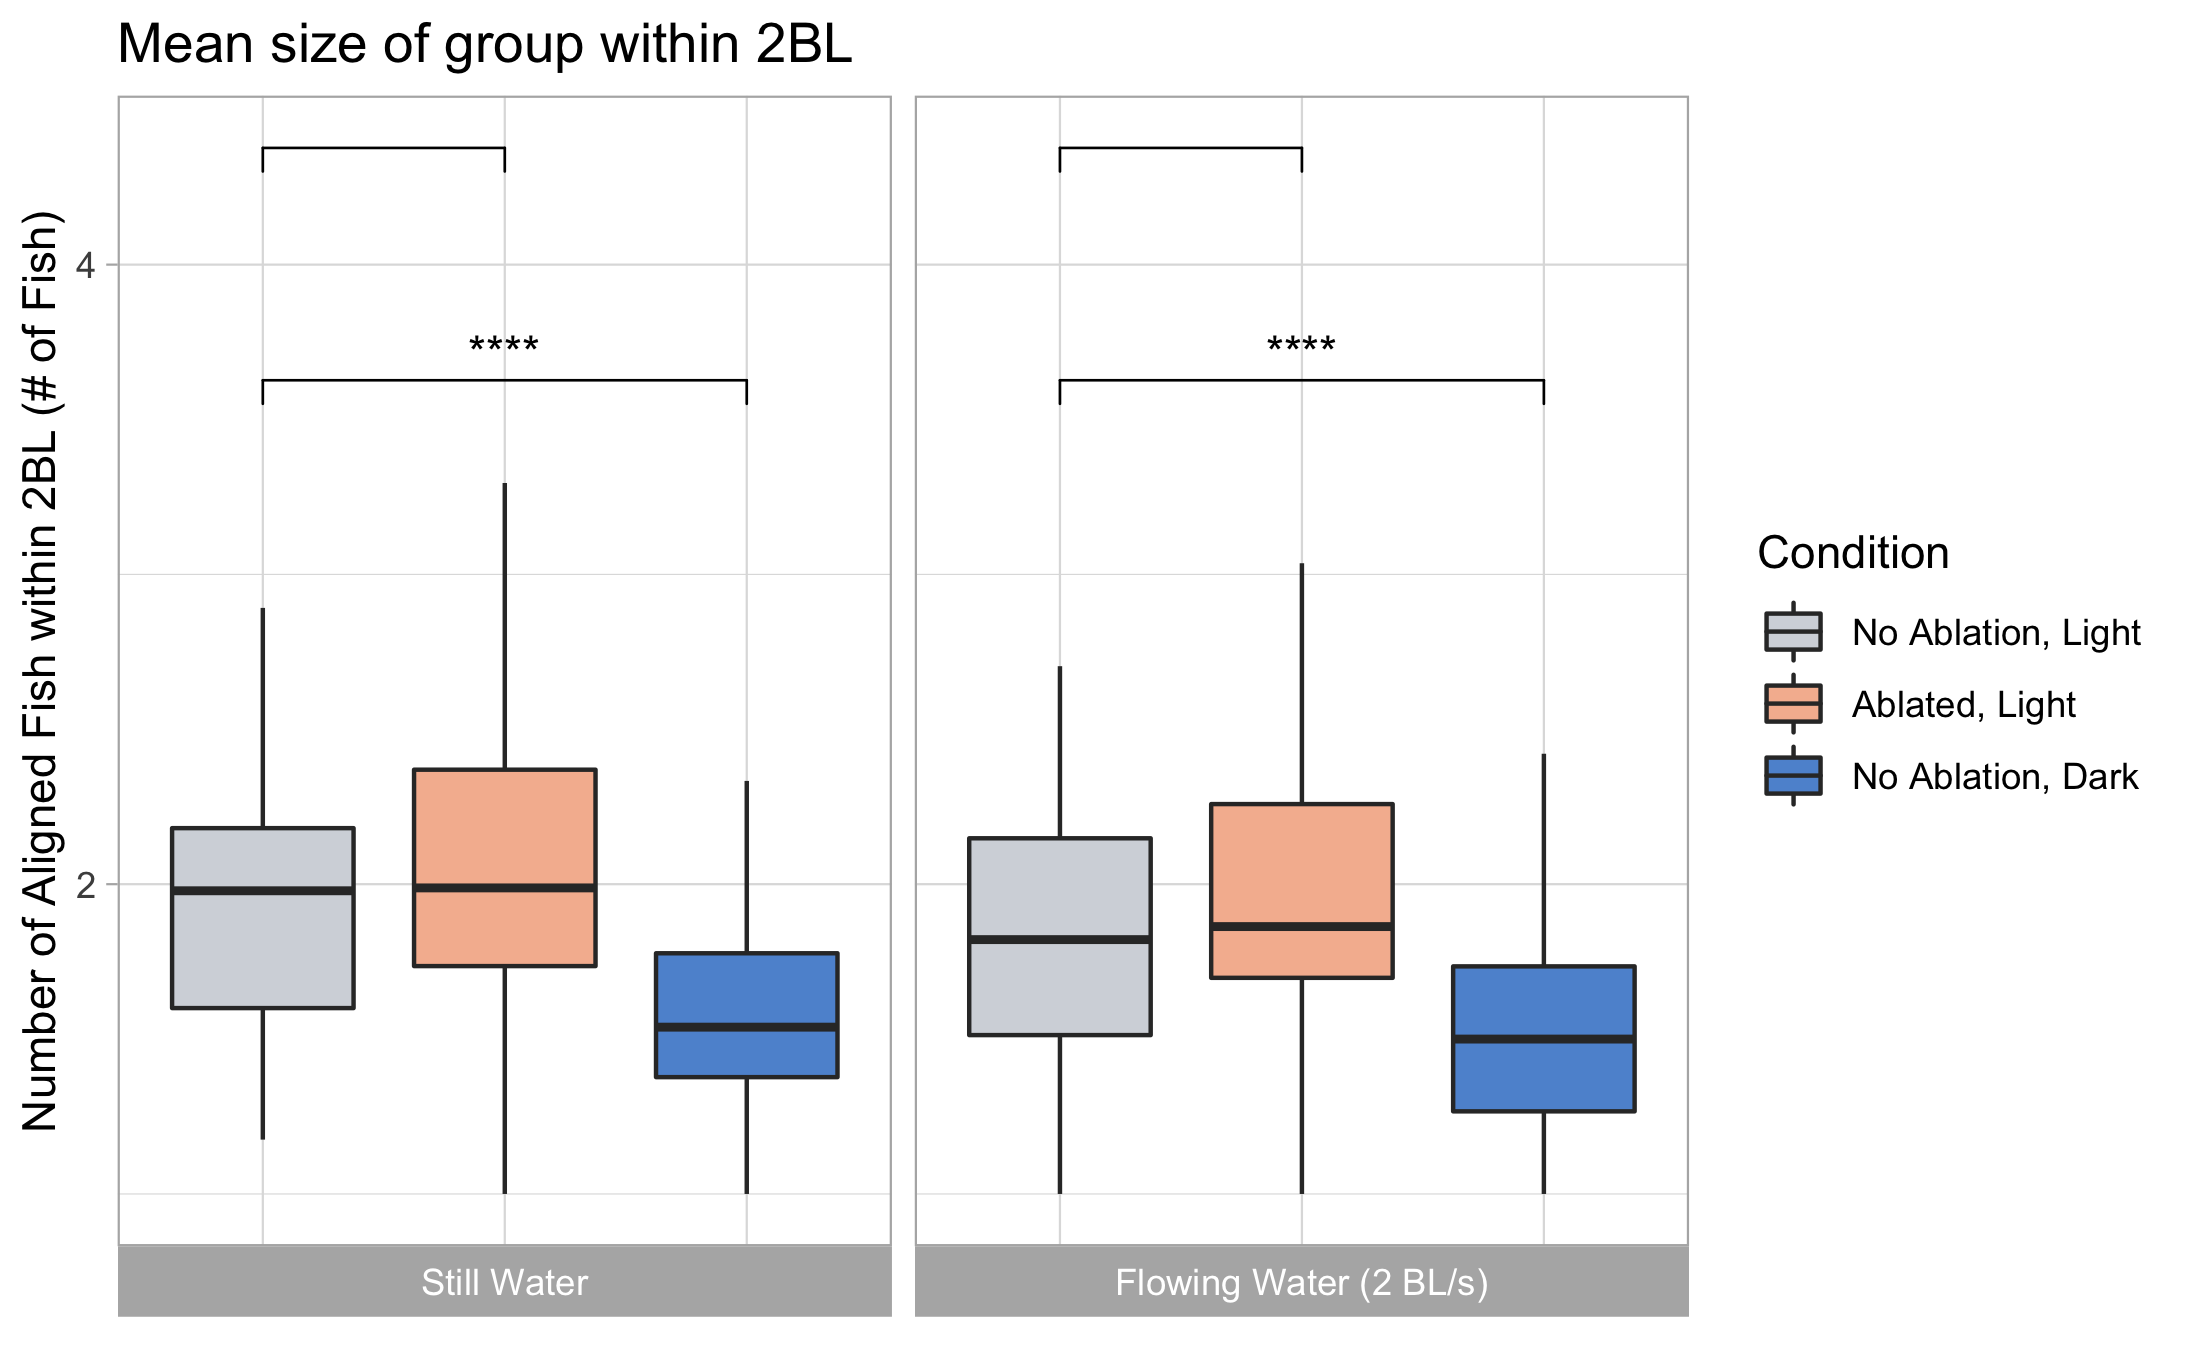 Mean size of group within 2BL
Number of Aligned Fish within 2BL (# of Fish)
4
2
****
****
Still Water
Flowing Water (2 BL/s)
Condition
No Ablation, Light
Ablated, Light
No Ablation, Dark